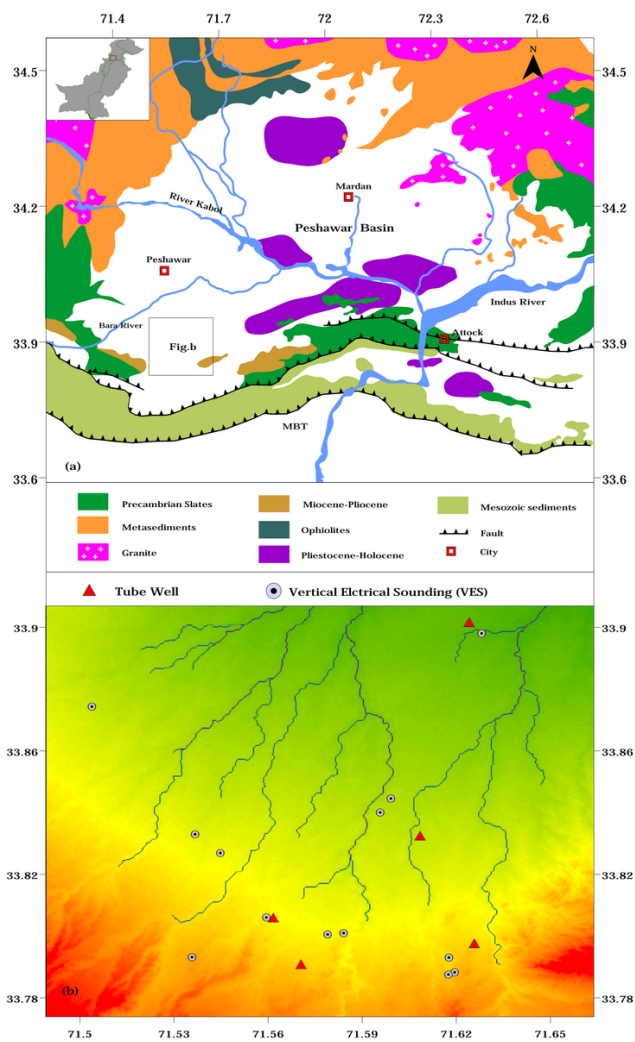 71.4 71.7 72 72.3 72.6
N
34.5 34.5
Mardan
River Kabol
34.2 34.2
Peshawar Basin
Peshawar
Indus River
Bara River
Attock
33.9 33.9
Fig.b
MBT
(a)
33.6 33.6
Precambrian Slates
Miocene-Pliocene
Mesozoic sediments
Metasediments
Ophiolites
Fault
Granite
Pliestocene-Holocene
City
Tube Well
Vertical Elctrical Sounding (VES)
33.9 33.9
33.86 33.86
33.82 33.82
(b)
33.78 33.78
71.5 71.53 71.56 71.59 71.62 71.65